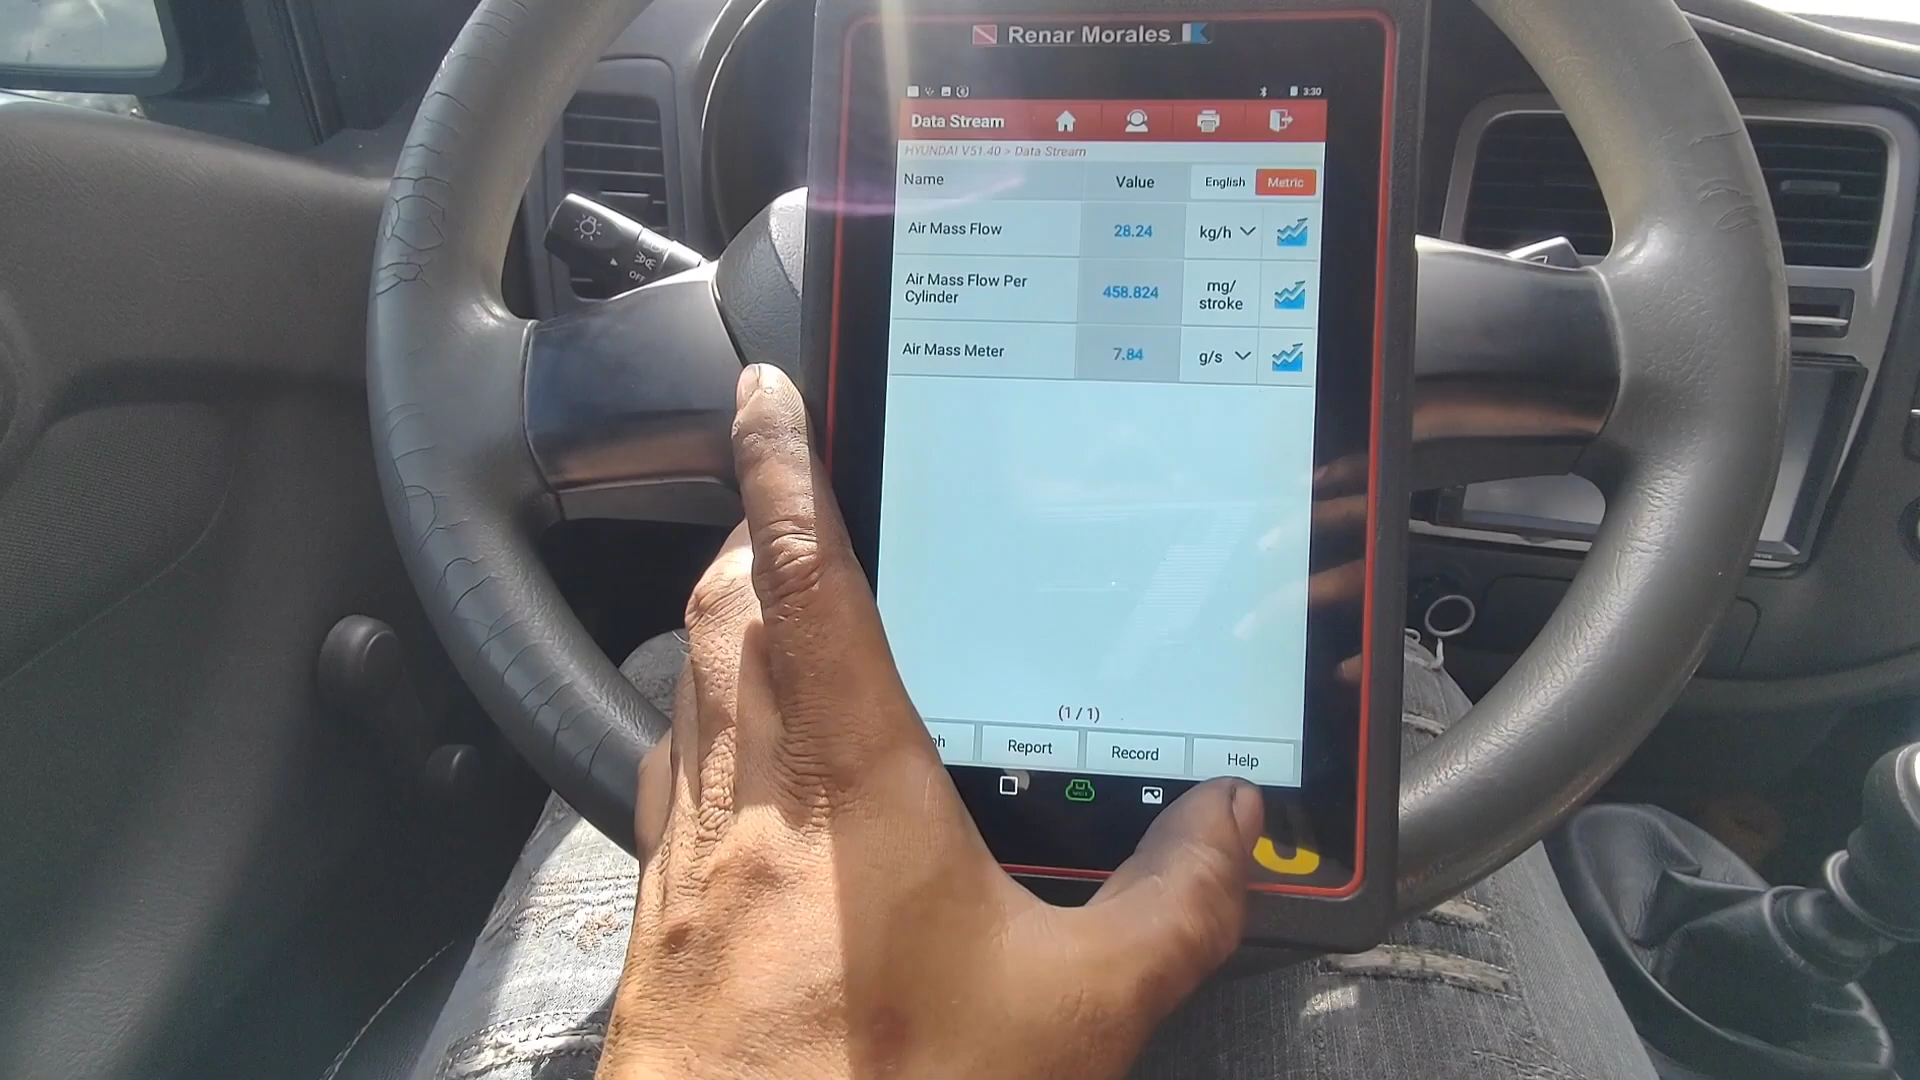 Renar Morales
3:30
Data Stream
HYUNDAI V51.40 > Data Stream
Name Value English Metric
Air Mass Flow 28.24 kg/h
Air Mass Flow Per Cylinder 458.824 mg/stroke
Air Mass Meter 7.84 g/s
(1 / 1)
ph Report Record Help
OFF